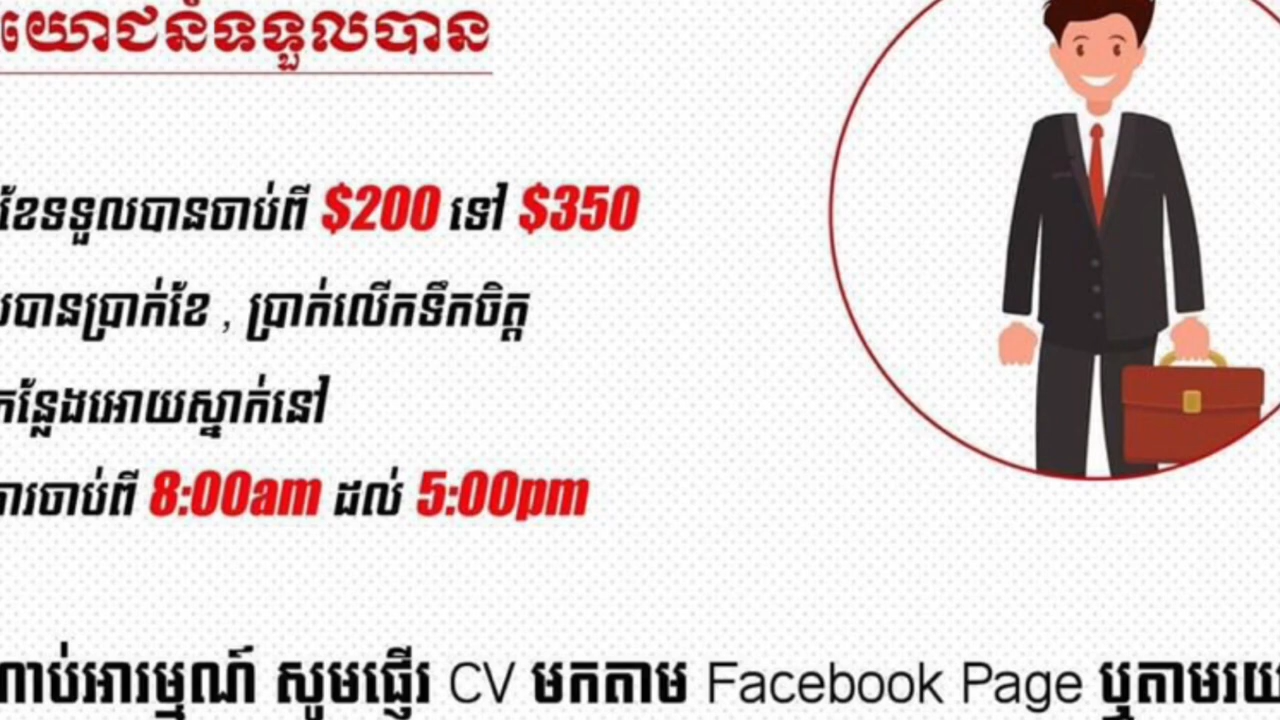 យោជន៍ទទួលបាន
ខែទទួលបានចាប់ពី $200 ទៅ $350
បានប្រាក់ខែ , ប្រាក់លើកទឹកចិត្ត
កន្លែងអោយស្នាក់នៅ
ការចាប់ពី 8:00am ដល់ 5:00pm
ចាប់អារម្មណ៍ សូមផ្ញើរ CV មកតាម Facebook Page ឬតាមរយ